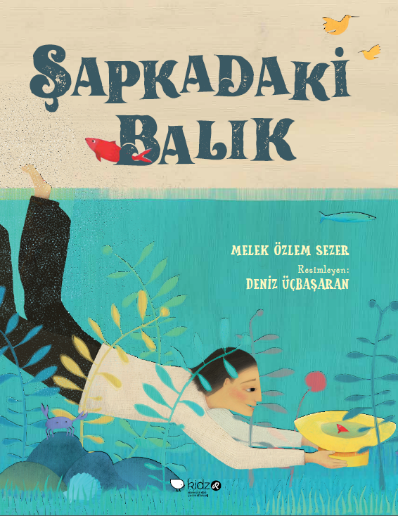 ŞAPKADAKİ
BALIK
MELEK ÖZLEM SEZER
Resimleyen:
DENİZ ÜÇBAŞARAN
kidz